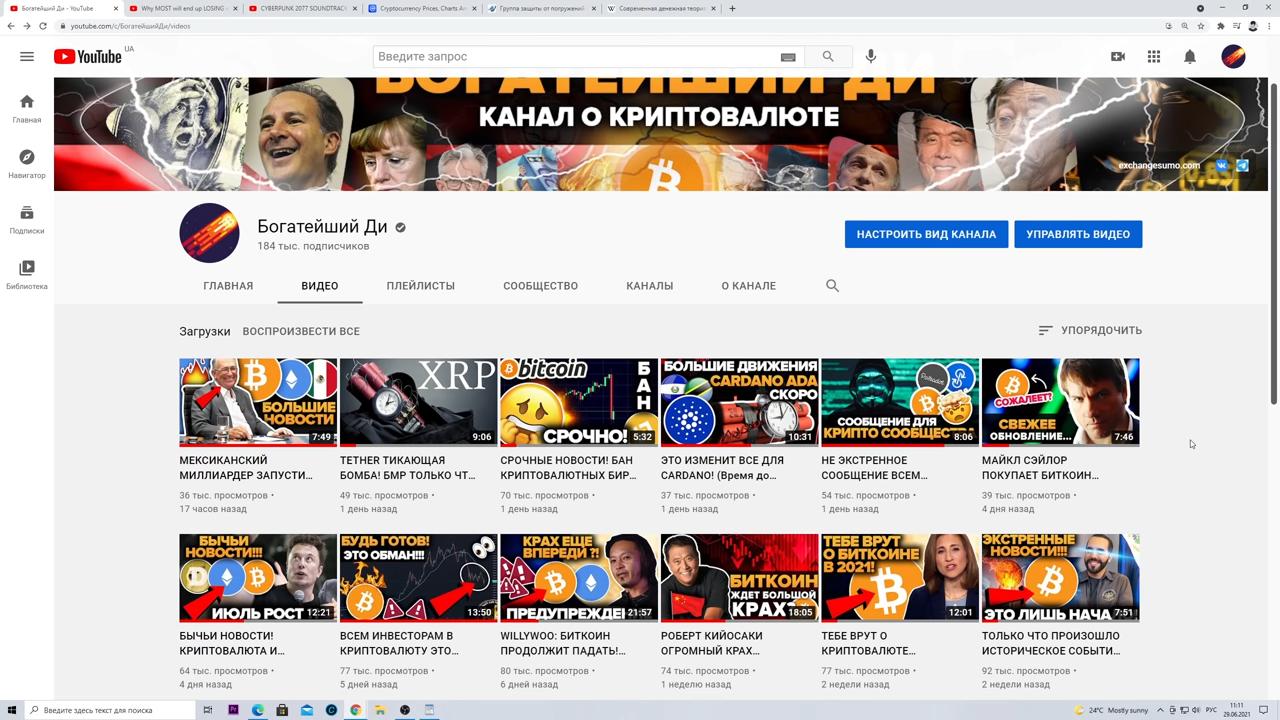 Богатейший Ди - YouTube
Why MOST will end up LOSING
CYBERPUNK 2077 SOUNDTRACK
Cryptocurrency Prices, Charts An
Группа защиты от погружений
Современная денежная теори
youtube.com/c/БогатейшийДи/videos
YouTube UA
Введите запрос
Главная
Навигатор
Подписки
Библиотека
БОГАТЕЙШИЙ ДИ
КАНАЛ О КРИПТОВАЛЮТЕ
exchangesumo.com
Богатейший Ди
184 тыс. подписчиков
НАСТРОИТЬ ВИД КАНАЛА
УПРАВЛЯТЬ ВИДЕО
ГЛАВНАЯ
ВИДЕО
ПЛЕЙЛИСТЫ
СООБЩЕСТВО
КАНАЛЫ
О КАНАЛЕ
Загрузки
ВОСПРОИЗВЕСТИ ВСЕ
УПОРЯДОЧИТЬ
БОЛЬШИЕ
НОВОСТИ
7:49
МЕКСИКАНСКИЙ
МИЛЛИАРДЕР ЗАПУСТИ...
36 тыс. просмотров •
17 часов назад
XRP
9:06
TETHER ТИКАЮЩАЯ
БОМБА! БМР ТОЛЬКО ЧТ...
49 тыс. просмотров •
1 день назад
bitcoin
БАН
СРОЧНО!
5:32
СРОЧНЫЕ НОВОСТИ! БАН
КРИПТОВАЛЮТНЫХ БИР...
70 тыс. просмотров •
1 день назад
БОЛЬШИЕ ДВИЖЕНИЯ
CARDANO ADA
СКОРО
10:31
ЭТО ИЗМЕНИТ ВСЕ ДЛЯ
CARDANO! (Время до...
37 тыс. просмотров •
1 день назад
Polkadot
СООБЩЕНИЕ ДЛЯ
КРИПТО СООБЩЕС
8:06
НЕ ЭКСТРЕННОЕ
СООБЩЕНИЕ ВСЕМ...
54 тыс. просмотров •
1 день назад
СОЖАЛЕЕТ?
СВЕЖЕЕ
ОБНОВЛЕНИЕ...
7:46
МАЙКЛ СЭЙЛОР
ПОКУПАЕТ БИТКОИН...
39 тыс. просмотров •
4 дня назад
БЫЧЬИ
НОВОСТИ!!!
ИЮЛЬ РОСТ
12:21
БЫЧЬИ НОВОСТИ!
КРИПТОВАЛЮТА И...
64 тыс. просмотров •
4 дня назад
БУДЬ ГОТОВ!
ЭТО ОБМАН!!!
13:50
ВСЕМ ИНВЕСТОРАМ В
КРИПТОВАЛЮТУ ЭТО...
77 тыс. просмотров •
5 дней назад
КРАХ ЕЩЕ
ВПЕРЕДИ ?!
ПРЕДУПРЕЖДЕ
21:57
WILLYWOO: БИТКОИН
ПРОДОЛЖИТ ПАДАТЬ!...
80 тыс. просмотров •
6 дней назад
БИТКОИН
ЖДЕТ БОЛЬШОЙ
КРАХ?
18:05
РОБЕРТ КИЙОСАКИ
ОГРОМНЫЙ КРАХ...
74 тыс. просмотров •
1 неделю назад
ТЕБЕ ВРУТ
О БИТКОИНЕ
В 2021!
12:01
ТЕБЕ ВРУТ О
КРИПТОВАЛЮТЕ...
77 тыс. просмотров •
2 недели назад
ЭКСТРЕННЫЕ
НОВОСТИ!!!
ЭТО ЛИШЬ НАЧА
7:51
ТОЛЬКО ЧТО ПРОИЗОШЛО
ИСТОРИЧЕСКОЕ СОБЫТИ...
92 тыс. просмотров •
2 недели назад
Введите здесь текст для поиска
24°C Mostly sunny
РУС
11:11
29.06.2021